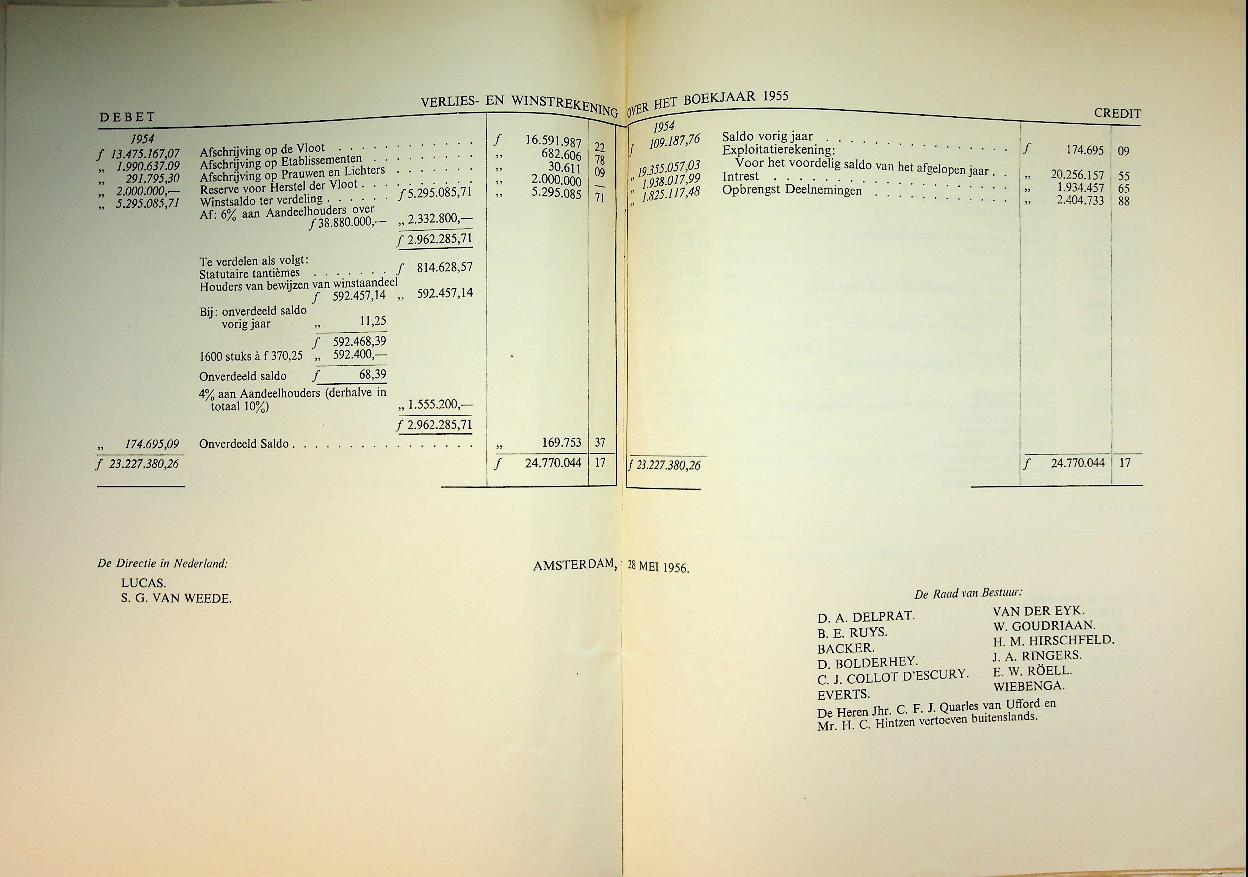 VERLIES- EN WINSTREKENING OVER HET BOEKJAAR 1955
DEBET
1954
f 13.475.167,07 Afschrijving op de Vloot . . . . . . . . . . f 16.591.987 22
„ 1.990.637,09 Afschrijving op Etablissementen . . . . . . . . „ 682.606 78
„ 291.795,30 Afschrijving op Prauwen en Lichters . . . . . . „ 30.611 09
„ 2.000.000,— Reserve voor Herstel der Vloot . . . . . . . . „ 2.000.000 —
„ 5.295.085,71 Winstsaldo ter verdeling . . . . . . f 5.295.085,71 „ 5.295.085 71
Af: 6% aan Aandeelhouders over
f 38.880.000,— „ 2.332.800,—
f 2.962.285,71
Te verdelen als volgt:
Statutaire tantièmes . . . . . . . f 814.628,57
Houders van bewijzen van winstaandeel
f 592.457,14 „ 592.457,14
Bij: onverdeeld saldo
vorig jaar „ 11,25
f 592.468,39
1600 stuks à f 370,25 „ 592.400,—
Onverdeeld saldo f 68,39
4% aan Aandeelhouders (derhalve in
totaal 10%) „ 1.555.200,—
f 2.962.285,71
„ 174.695,09 Onverdeeld Saldo . . . . . . . . . . . . . . . . „ 169.753 37
f 23.227.380,26 f 24.770.044 17
CREDIT
1954
f 109.187,76 Saldo vorig jaar . . . . . . . . . . . . . . f 174.695 09
Exploitatierekening:
„ 19.355.057,03 Voor het voordelig saldo van het afgelopen jaar . . „ 20.256.157 55
„ 1.938.017,99 Intrest . . . . . . . . . . . . . . . . „ 1.934.457 65
„ 1.825.117,48 Opbrengst Deelnemingen . . . . . . . . . . „ 2.404.733 88
f 23.227.380,26 f 24.770.044 17
AMSTERDAM, 28 MEI 1956.
De Directie in Nederland:
LUCAS.
S. G. VAN WEEDE.
De Raad van Bestuur:
D. A. DELPRAT.
B. E. RUYS.
BACKER.
D. BOLDERHEY.
C. J. COLLOT D'ESCURY.
EVERTS.
VAN DER EYK.
W. GOUDRIAAN.
H. M. HIRSCHFELD.
J. A. RINGERS.
E. W. RÖELL.
WIEBENGA.
De Heren Jhr. C. F. J. Quarles van Ufford en
Mr. H. C. Hintzen vertoeven buitenslands.